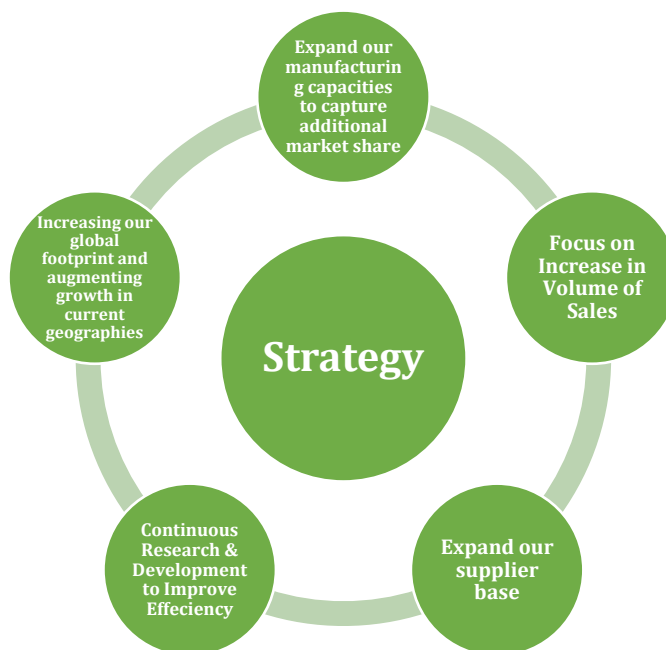 Expand our
manufacturin
g capacities
to capture
additional
market share
Focus on
Increase in
Volume of
Sales
Expand our
supplier
base
Continuous
Research &
Development
to Improve
Effeciency
Increasing our
global
footprint and
augmenting
growth in
current
geographies
Strategy